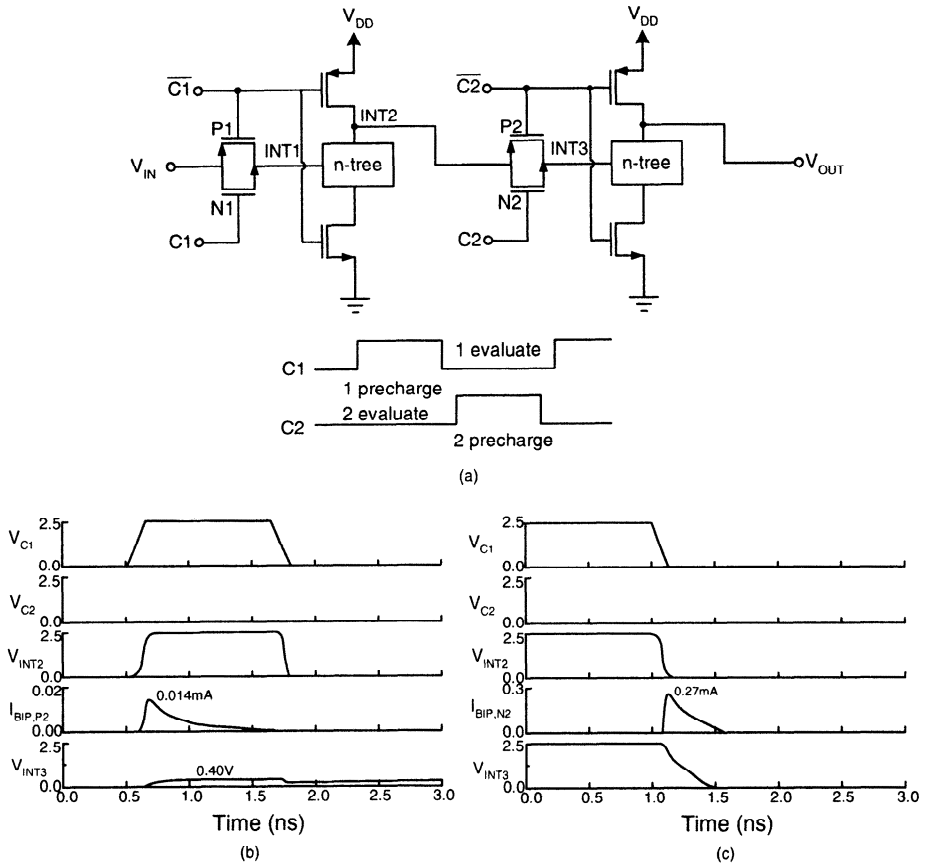 V_DD V_DD
C̅1̅ C̅2̅
P1 INT2 P2
V_IN INT1 n-tree INT3 n-tree V_OUT
N1 N2
C1 C2
C1 1 evaluate
1 precharge
2 evaluate
C2 2 precharge
(a)
V_C1 2.5 0.0
V_C2 2.5 0.0
V_INT2 2.5 0.0
I_BIP,P2 0.02 0.00 0.014mA
V_INT3 2.5 0.0 0.40V
0.0 0.5 1.0 1.5 2.0 2.5 3.0
Time (ns)
(b)
V_C1 2.5 0.0
V_C2 2.5 0.0
V_INT2 2.5 0.0
I_BIP,N2 0.3 0.0 0.27mA
V_INT3 2.5 0.0
0.0 0.5 1.0 1.5 2.0 2.5 3.0
Time (ns)
(c)